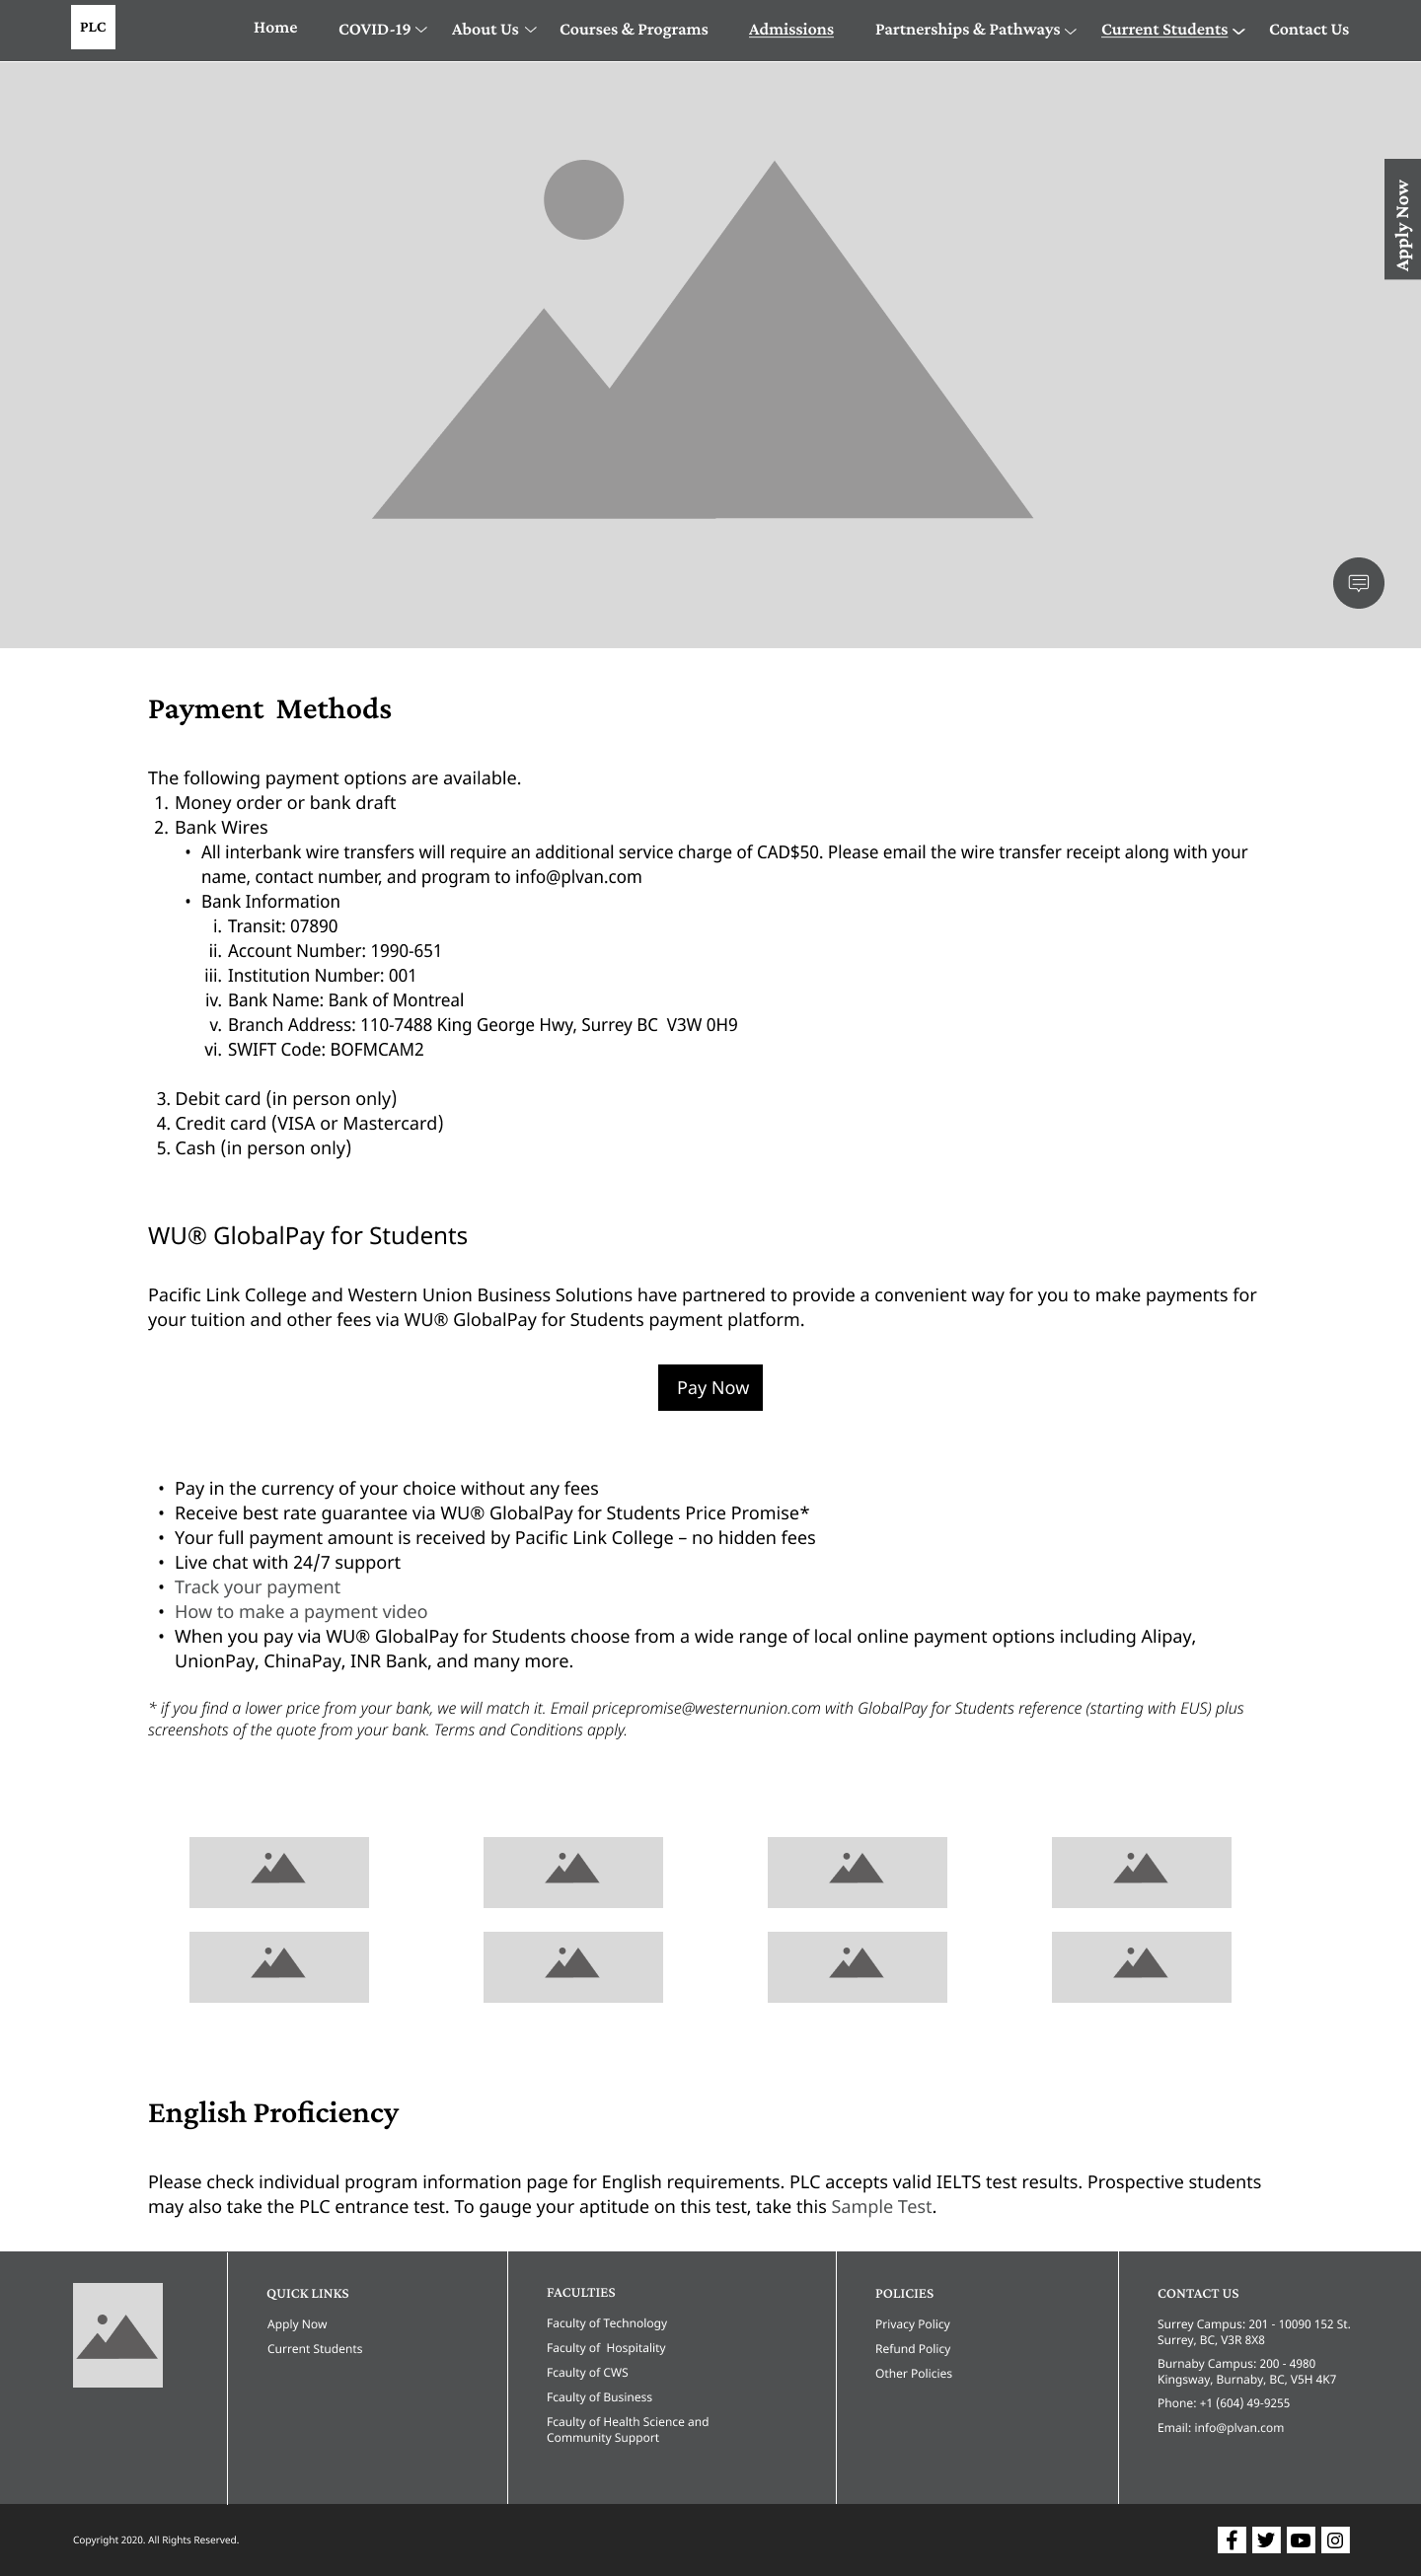 PLC
Home
COVID-19
About Us
Courses & Programs
Admissions
Partnerships & Pathways
Current Students
Contact Us
Apply Now
Payment Methods
The following payment options are available.
1. Money order or bank draft
2. Bank Wires
• All interbank wire transfers will require an additional service charge of CAD$50. Please email the wire transfer receipt along with your
name, contact number, and program to info@plvan.com
• Bank Information
i. Transit: 07890
ii. Account Number: 1990-651
iii. Institution Number: 001
iv. Bank Name: Bank of Montreal
v. Branch Address: 110-7488 King George Hwy, Surrey BC V3W 0H9
vi. SWIFT Code: BOFMCAM2
3. Debit card (in person only)
4. Credit card (VISA or Mastercard)
5. Cash (in person only)
WU® GlobalPay for Students
Pacific Link College and Western Union Business Solutions have partnered to provide a convenient way for you to make payments for
your tuition and other fees via WU® GlobalPay for Students payment platform.
Pay Now
• Pay in the currency of your choice without any fees
• Receive best rate guarantee via WU® GlobalPay for Students Price Promise*
• Your full payment amount is received by Pacific Link College – no hidden fees
• Live chat with 24/7 support
• Track your payment
• How to make a payment video
• When you pay via WU® GlobalPay for Students choose from a wide range of local online payment options including Alipay,
UnionPay, ChinaPay, INR Bank, and many more.
* if you find a lower price from your bank, we will match it. Email pricepromise@westernunion.com with GlobalPay for Students reference (starting with EUS) plus
screenshots of the quote from your bank. Terms and Conditions apply.
English Proficiency
Please check individual program information page for English requirements. PLC accepts valid IELTS test results. Prospective students
may also take the PLC entrance test. To gauge your aptitude on this test, take this Sample Test.
QUICK LINKS
Apply Now
Current Students
FACULTIES
Faculty of Technology
Faculty of Hospitality
Fcaulty of CWS
Fcaulty of Business
Fcaulty of Health Science and
Community Support
POLICIES
Privacy Policy
Refund Policy
Other Policies
CONTACT US
Surrey Campus: 201 - 10090 152 St.
Surrey, BC, V3R 8X8
Burnaby Campus: 200 - 4980
Kingsway, Burnaby, BC, V5H 4K7
Phone: +1 (604) 49-9255
Email: info@plvan.com
Copyright 2020. All Rights Reserved.